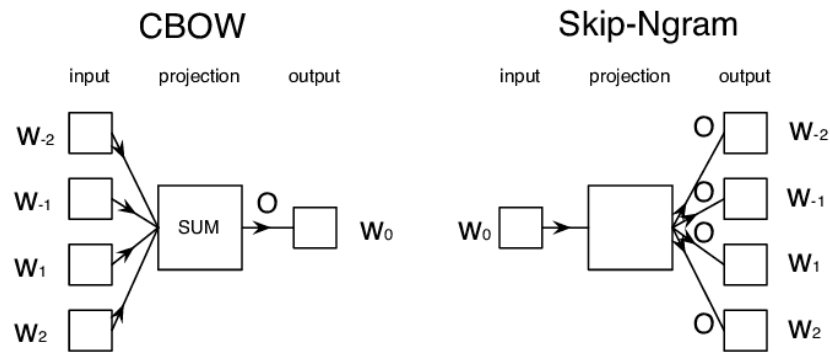 CBOW Skip-Ngram
input projection output input projection output
W-2 O W-2
W-1 O O W-1
SUM W0 W0 O
W1 W1
W2 O W2